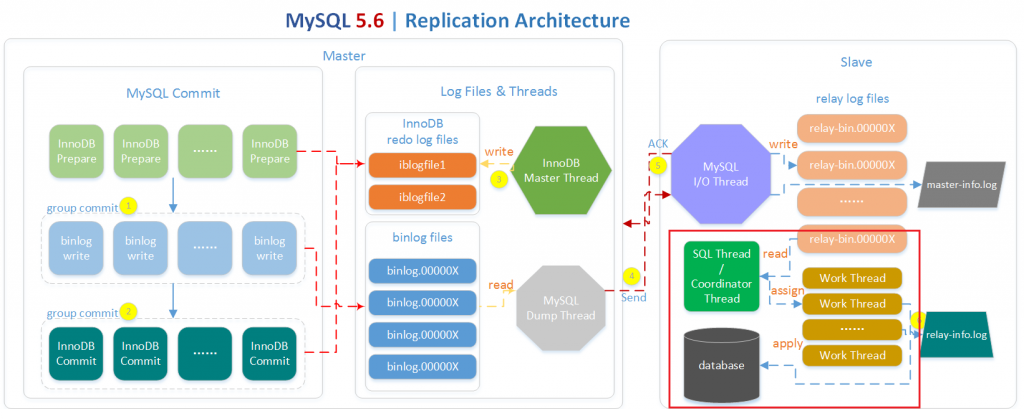 MySQL 5.6 | Replication Architecture
Master
MySQL Commit
InnoDB
Prepare
InnoDB
Prepare
······
InnoDB
Prepare
group commit
1
binlog
write
binlog
write
······
binlog
write
group commit
2
InnoDB
Commit
InnoDB
Commit
······
InnoDB
Commit
Log Files & Threads
InnoDB
redo log files
iblogfile1
iblogfile2
write
3
InnoDB
Master Thread
binlog files
binlog.00000X
binlog.00000X
binlog.00000X
binlog.00000X
read
MySQL
Dump Thread
4
Send
ACK
5
Slave
MySQL
I/O Thread
write
relay log files
relay-bin.00000X
relay-bin.00000X
······
relay-bin.00000X
master-info.log
SQL Thread
/
Coordinator
Thread
read
assign
Work Thread
Work Thread
······
Work Thread
relay-info.log
apply
database